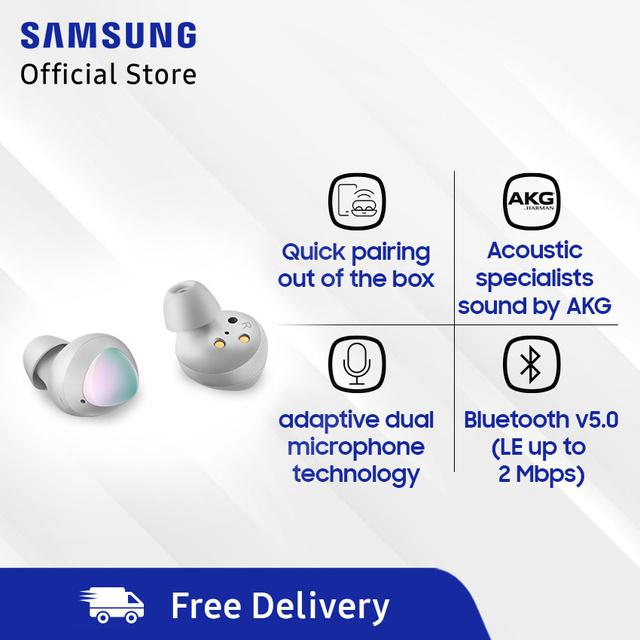 SAMSUNG
Official Store
Quick pairing
out of the box
AKG
HARMAN
Acoustic
specialists
sound by AKG
adaptive dual
microphone
technology
Bluetooth v5.0
(LE up to
2 Mbps)
R
Free Delivery